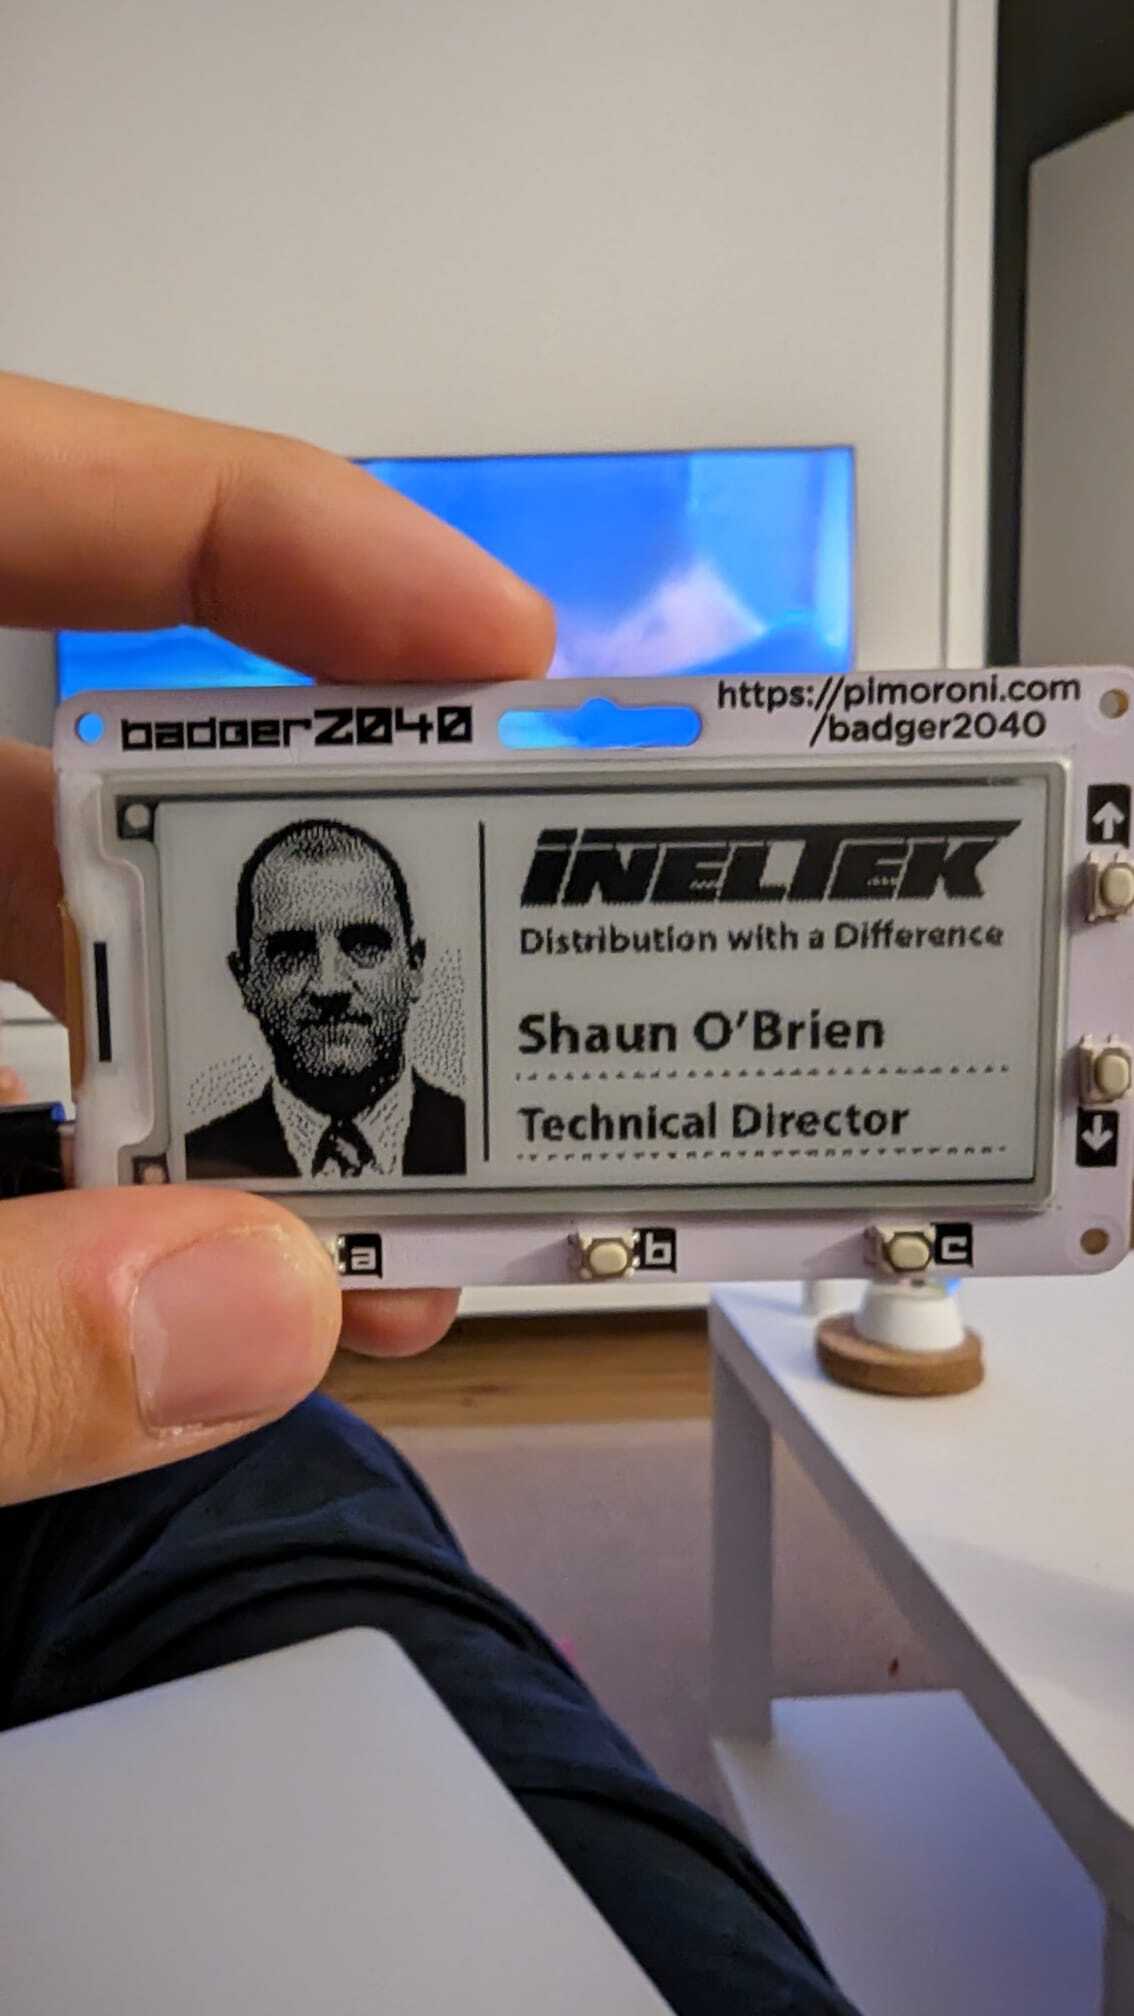 badger2040
https://pimoroni.com
/badger2040
iNELTEK
Distribution with a Difference
Shaun O'Brien
Technical Director
a
b
c